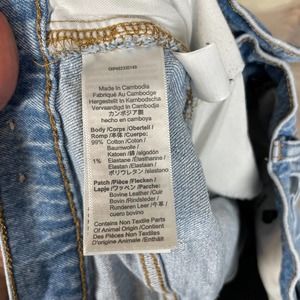 Made in Cambodia
Fabriqué Au Cambodge
Hergestellt in Kambodscha
Vervaardigd in Cambodja
カンボジア製
hecho en camboya
Body /Corps /Oberteil /
Romp /本体/ Cuerpo:
99% Cotton /Coton /
Baumwolle /
Katoen /綿 /algodón
1% Elastane /Élasthanne /
Elastan /Elastaan /
ポリウレタン /elastano
Patch /Pièce /Flecken /
Lapje /ワッペン /Parche:
Bovine Leather /Cuir
Bovin /Rindsleder /
Runderen Leer /牛革 /
cuero bovino
Contains Non Textile Parts
Of Animal Origin /Contient
Des Pièces Non Textiles
D'origine Animale /Enthält